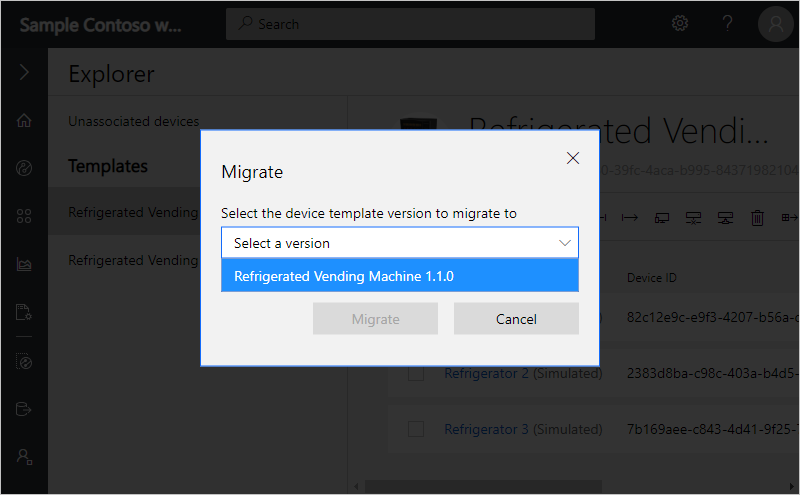 Sample Contoso w...
Search
?
Explorer
Unassociated devices
Templates
Refrigerated Vending
Refrigerated Vending
Vendi...
0-39fc-4aca-b995-84371982104
Migrate
Select the device template version to migrate to
Select a version
Refrigerated Vending Machine 1.1.0
Migrate
Cancel
Device ID
82c12e9c-e9f3-4207-b56a-
Refrigerator 2 (Simulated)
2383d8ba-c98c-403a-b4d5-
Refrigerator 3 (Simulated)
7b169aee-c843-4d41-9f25-